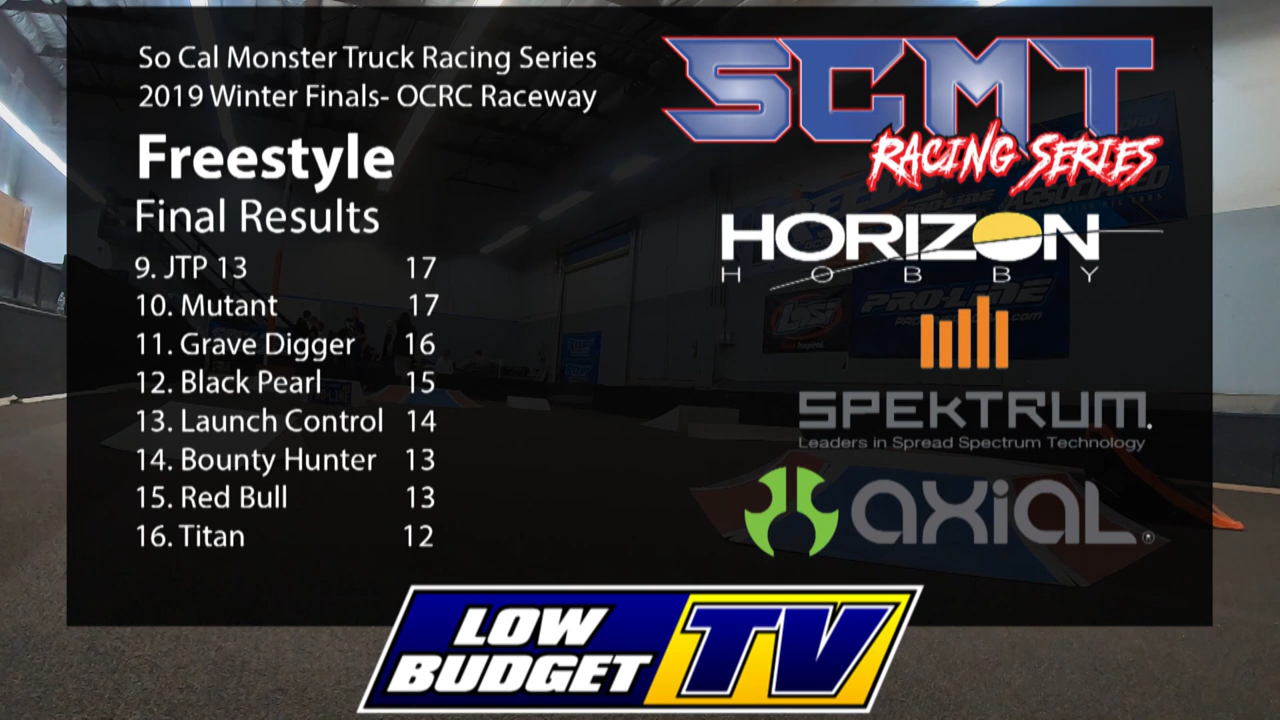 So Cal Monster Truck Racing Series
2019 Winter Finals- OCRC Raceway
Freestyle
Final Results
9. JTP 13 17
10. Mutant 17
11. Grave Digger 16
12. Black Pearl 15
13. Launch Control 14
14. Bounty Hunter 13
15. Red Bull 13
16. Titan 12
SCMT
RACING SERIES
HORIZON
HOBBY
LOSI
PRO-LINE
SPEKTRUM.
Leaders in Spread Spectrum Technology
AXIAL®
LOW
BUDGET
TV